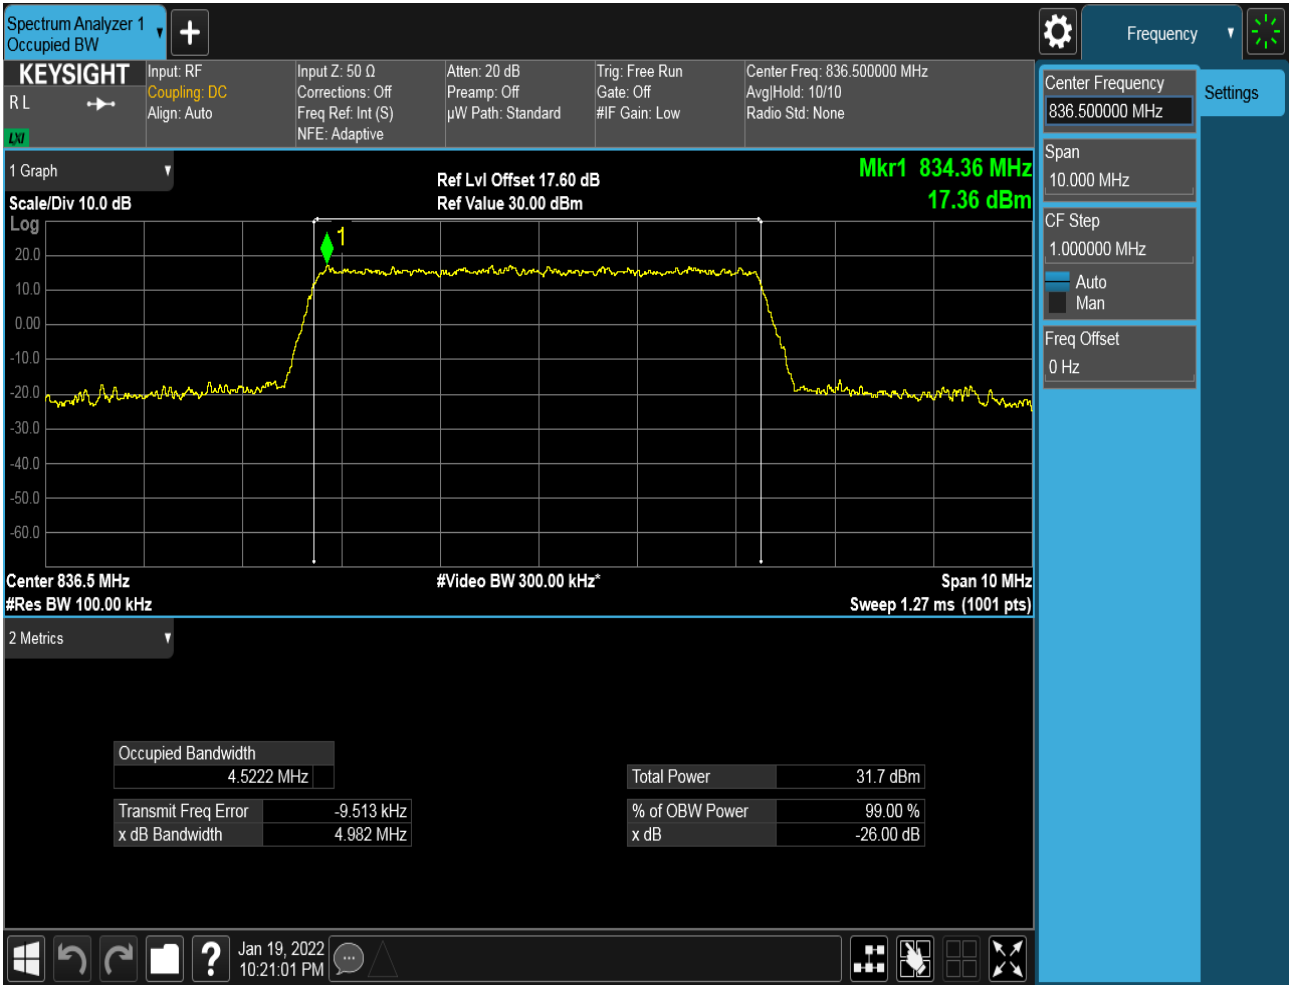 Spectrum Analyzer 1
Occupied BW
Frequency
KEYSIGHT
R L
LXI
Input: RF
Coupling: DC
Align: Auto
Input Z: 50 Ω
Corrections: Off
Freq Ref: Int (S)
NFE: Adaptive
Atten: 20 dB
Preamp: Off
µW Path: Standard
Trig: Free Run
Gate: Off
#IF Gain: Low
Center Freq: 836.500000 MHz
Avg|Hold: 10/10
Radio Std: None
Center Frequency
836.500000 MHz
Settings
Span
10.000 MHz
CF Step
1.000000 MHz
Auto
Man
Freq Offset
0 Hz
1 Graph
Scale/Div 10.0 dB
Ref Lvl Offset 17.60 dB
Ref Value 30.00 dBm
Mkr1 834.36 MHz
17.36 dBm
Log
1
20.0
10.0
0.00
-10.0
-20.0
-30.0
-40.0
-50.0
-60.0
Center 836.5 MHz
#Video BW 300.00 kHz*
Span 10 MHz
#Res BW 100.00 kHz
Sweep 1.27 ms (1001 pts)
2 Metrics
Occupied Bandwidth
4.5222 MHz
Total Power 31.7 dBm
Transmit Freq Error -9.513 kHz
% of OBW Power 99.00 %
x dB Bandwidth 4.982 MHz
x dB -26.00 dB
Jan 19, 2022
10:21:01 PM